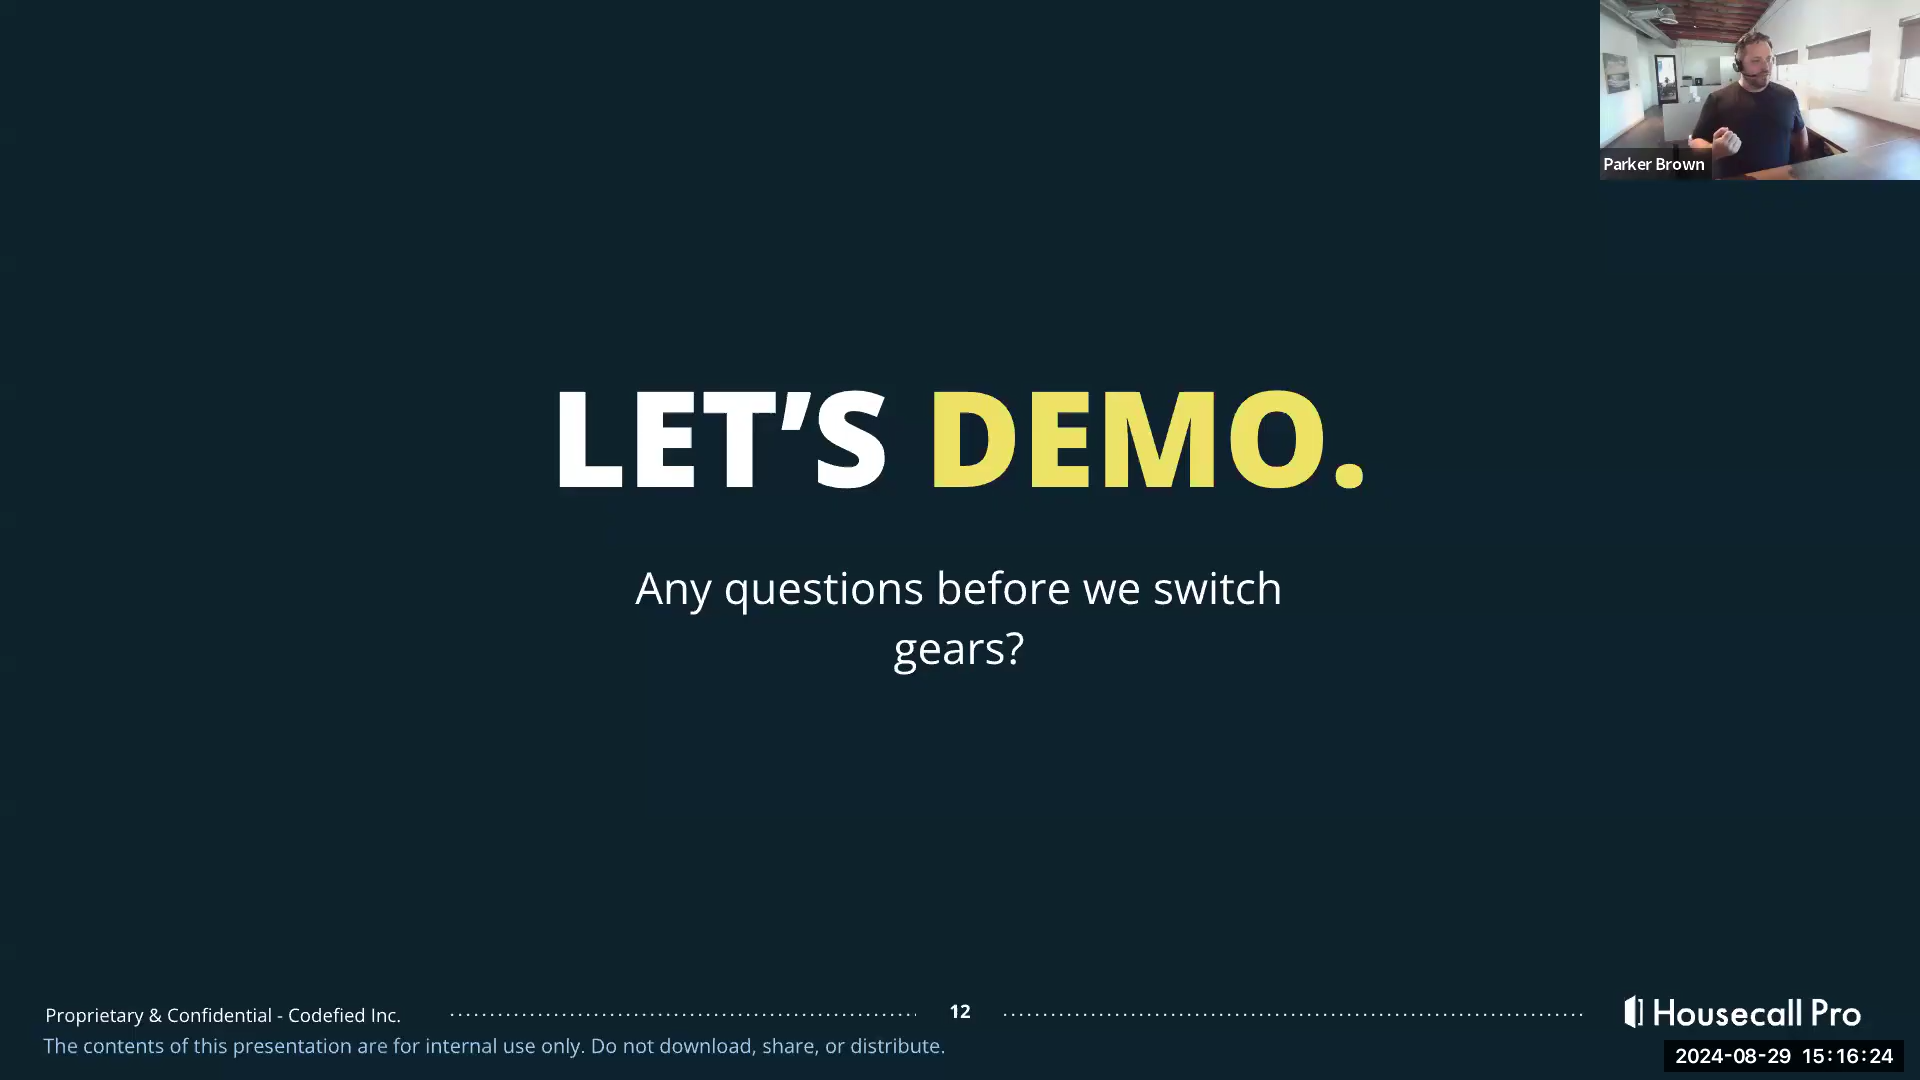 Parker Brown
LET’S DEMO.
Any questions before we switch
gears?
Proprietary & Confidential - Codefied Inc.
12
Housecall Pro
The contents of this presentation are for internal use only. Do not download, share, or distribute.
2024-08-29 15:16:24